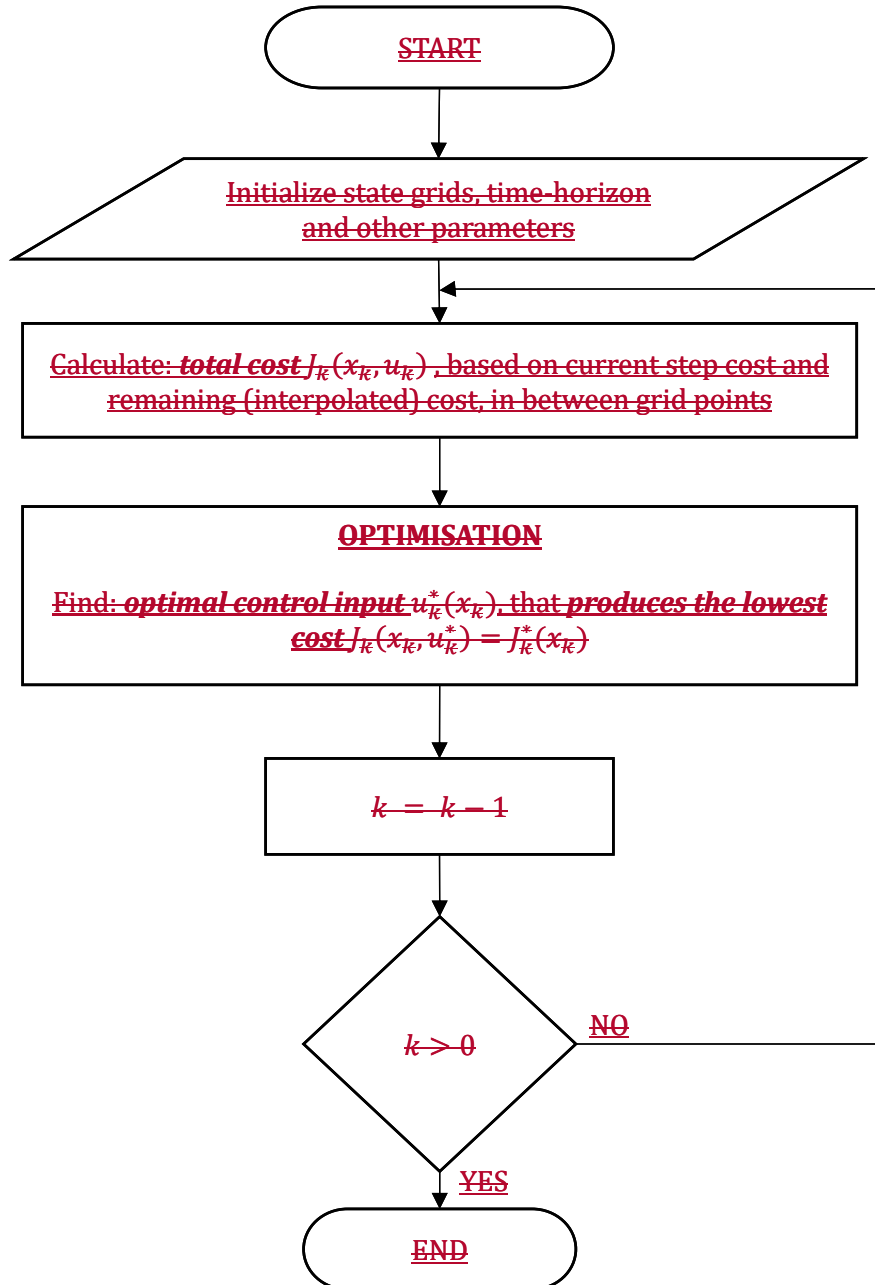 START
Initialize state grids, time-horizon
and other parameters
Calculate: total cost J_k(x_k, u_k) , based on current step cost and
remaining (interpolated) cost, in between grid points
OPTIMISATION
Find: optimal control input u_k^*(x_k), that produces the lowest
cost J_k(x_k, u_k^*) = J_k^*(x_k)
k = k − 1
k > 0
NO
YES
END